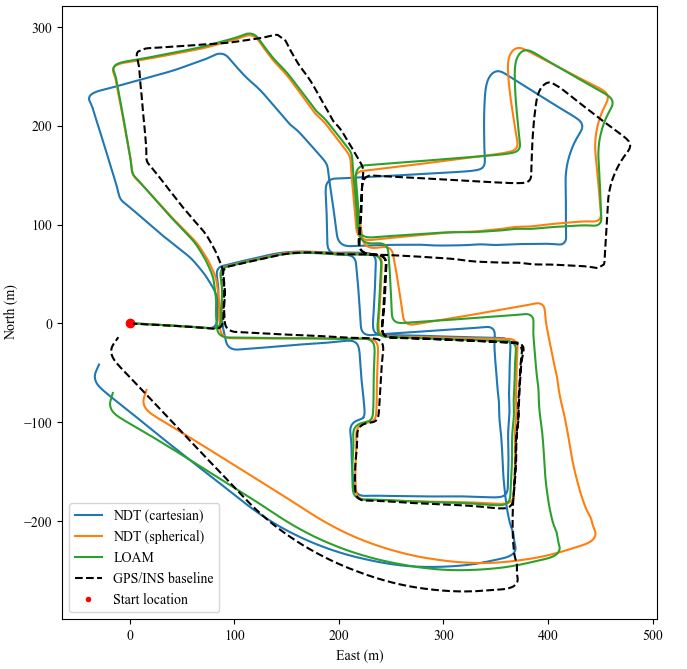 300
200
100
0
−100
−200
North (m)
NDT (cartesian)
NDT (spherical)
LOAM
GPS/INS baseline
Start location
0
100
200
300
400
500
East (m)